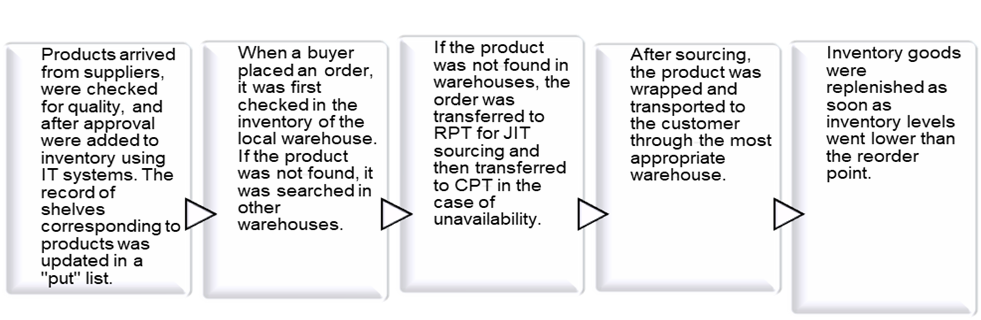 Products arrived
from suppliers,
were checked
for quality, and
after approval
were added to
inventory using
IT systems. The
record of
shelves
corresponding to
products was
updated in a
"put" list.
When a buyer
placed an order,
it was first
checked in the
inventory of the
local warehouse.
If the product
was not found, it
was searched in
other
warehouses.
If the product
was not found in
warehouses, the
order was
transferred to
RPT for JIT
sourcing and
then transferred
to CPT in the
case of
unavailability.
After sourcing,
the product was
wrapped and
transported to
the customer
through the most
appropriate
warehouse.
Inventory goods
were
replenished as
soon as
inventory levels
went lower than
the reorder
point.